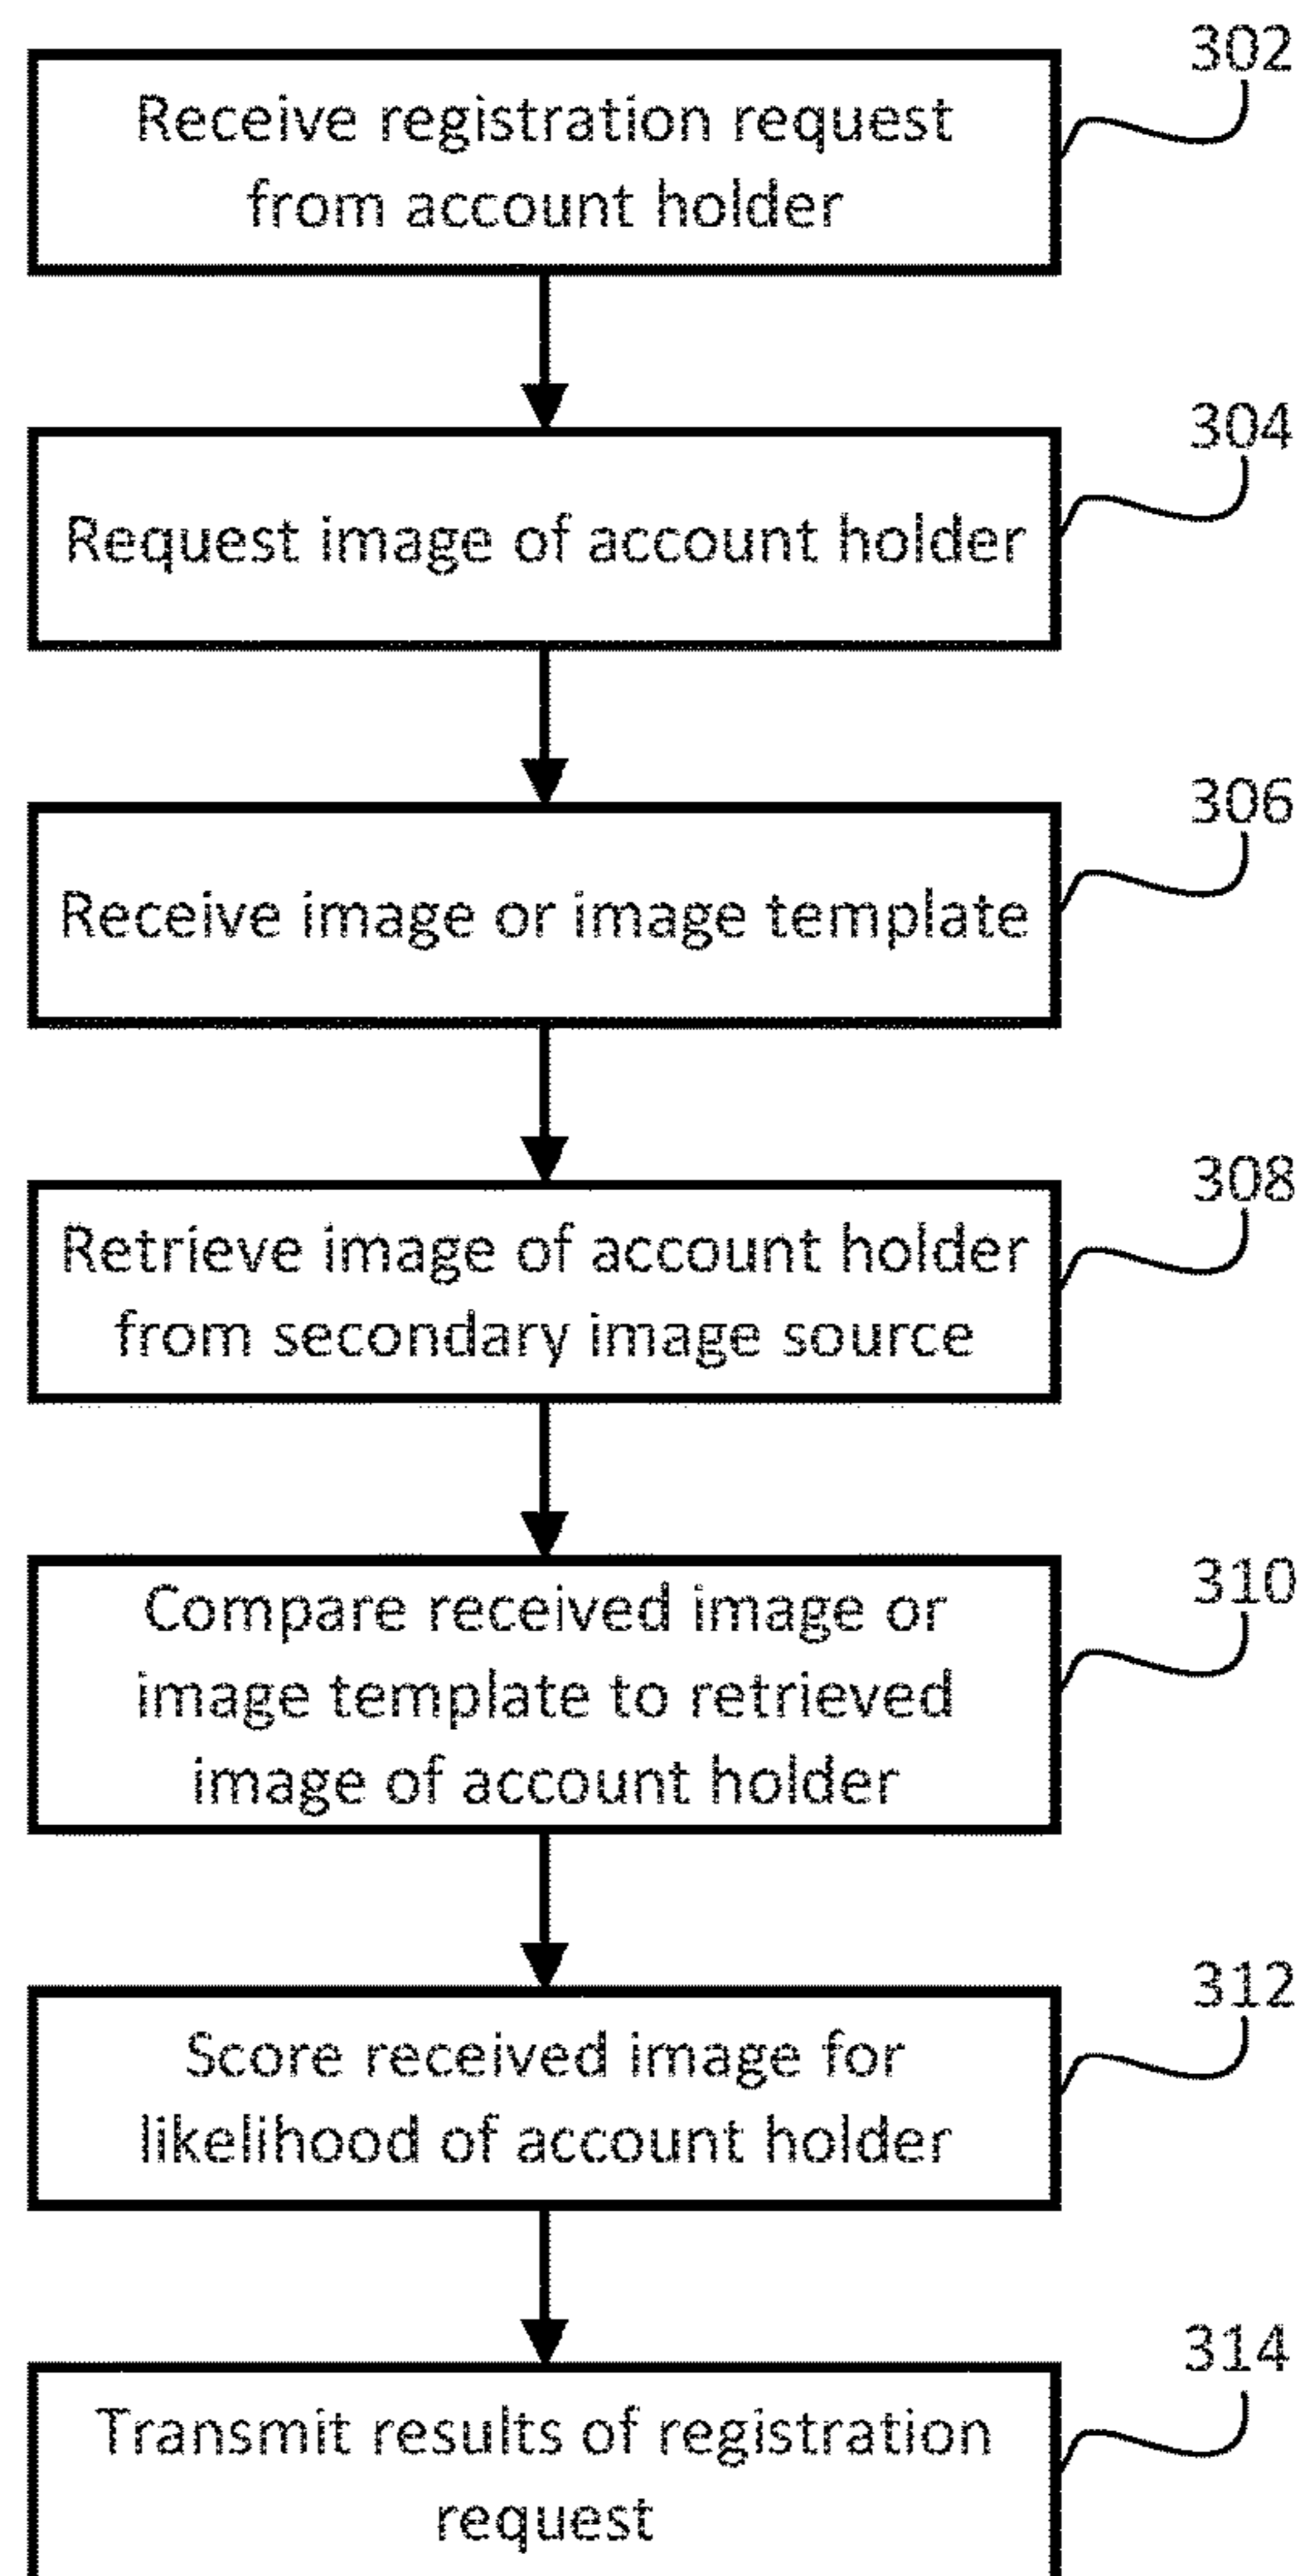 302
Receive registration request
from account holder
304
Request image of account holder
306
Receive image or image template
308
Retrieve image of account holder
from secondary image source
310
Compare received image or
image template to retrieved
image of account holder
312
Score received image for
likelihood of account holder
314
Transmit results of registration
request